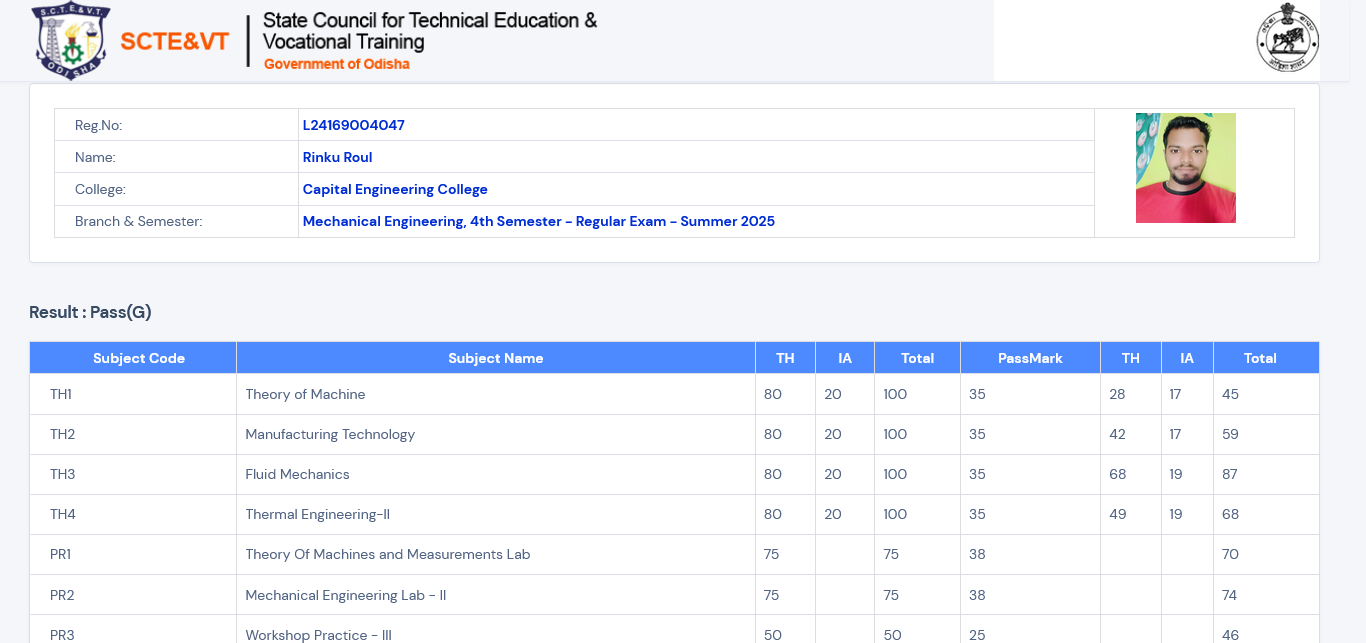 S.C.T.E.&V.T.
ODISHA
SCTE&VT
State Council for Technical Education &
Vocational Training
Government of Odisha
Reg.No: L24169004047
Name: Rinku Roul
College: Capital Engineering College
Branch & Semester: Mechanical Engineering, 4th Semester - Regular Exam - Summer 2025
Result : Pass(G)
Subject Code Subject Name TH IA Total PassMark TH IA Total
TH1 Theory of Machine 80 20 100 35 28 17 45
TH2 Manufacturing Technology 80 20 100 35 42 17 59
TH3 Fluid Mechanics 80 20 100 35 68 19 87
TH4 Thermal Engineering-II 80 20 100 35 49 19 68
PR1 Theory Of Machines and Measurements Lab 75 75 38 70
PR2 Mechanical Engineering Lab - II 75 75 38 74
PR3 Workshop Practice - III 50 50 25 46